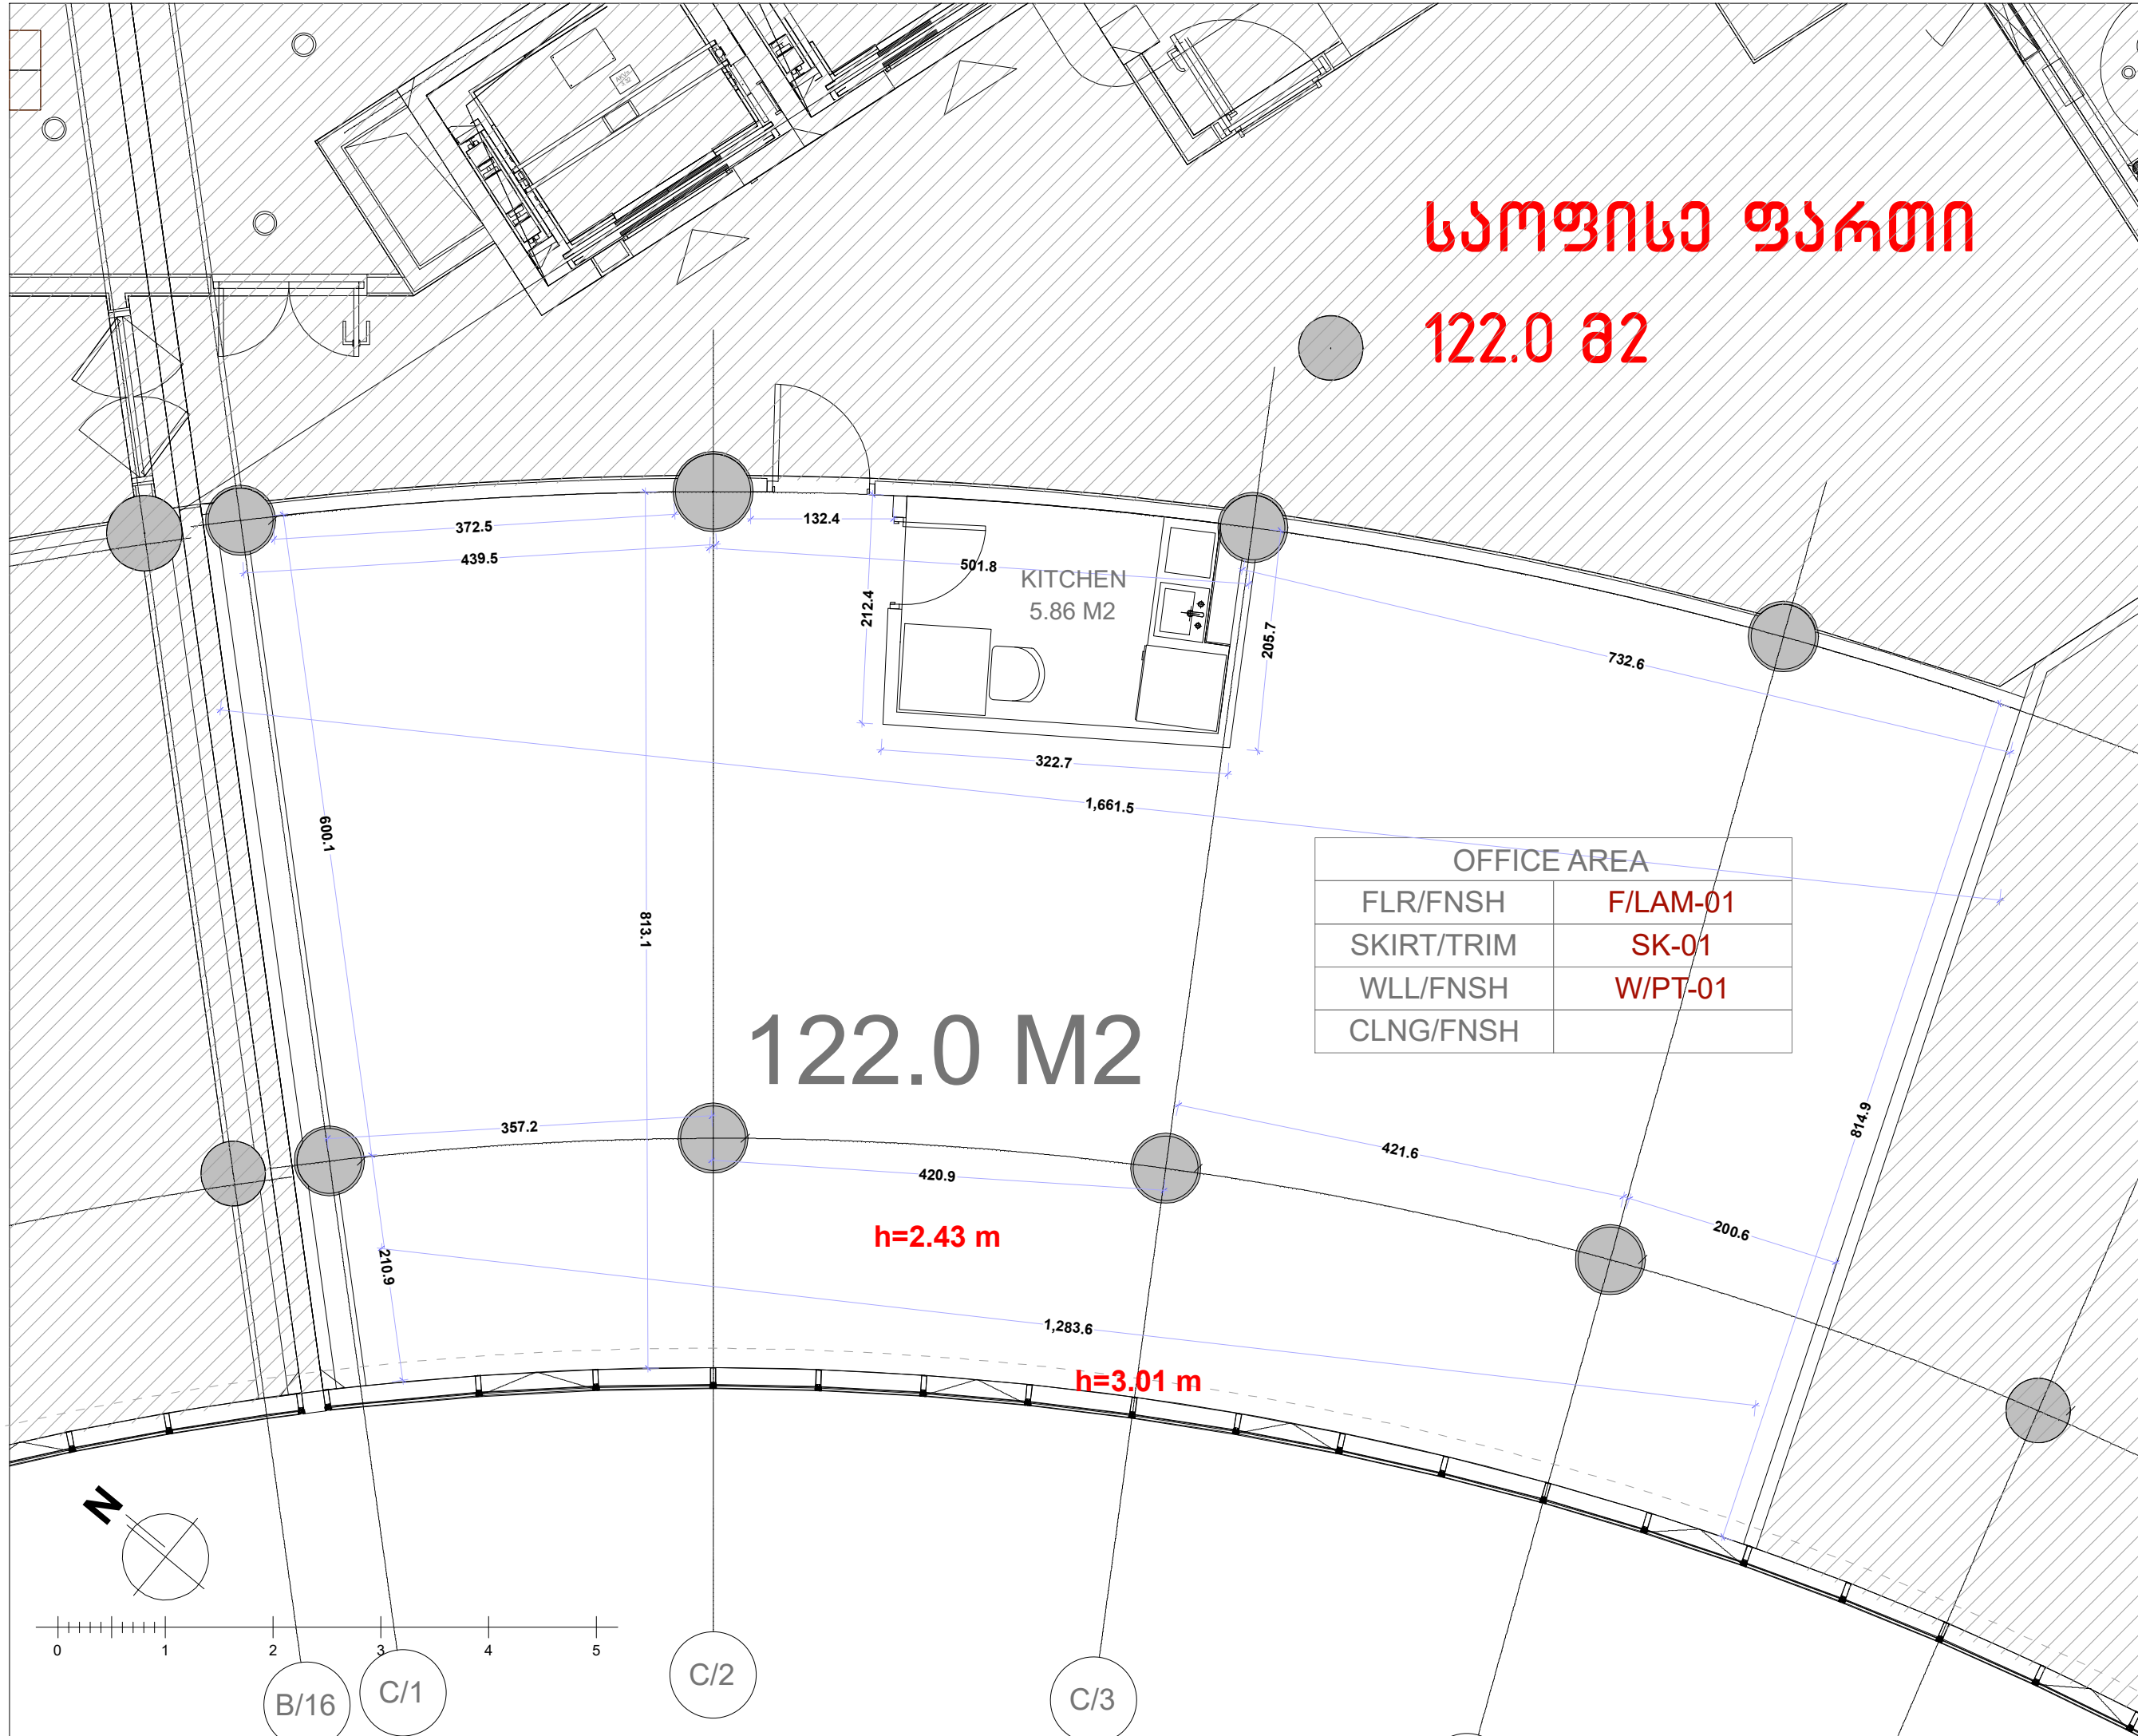 საოფისე ფართი
122.0 მ2
372.5
132.4
439.5
501.8
KITCHEN
5.86 M2
212.4
205.7
732.6
322.7
1,661.5
600.1
813.1
OFFICE AREA
FLR/FNSH F/LAM-01
SKIRT/TRIM SK-01
WLL/FNSH W/PT-01
CLNG/FNSH
122.0 M2
357.2
420.9
421.6
814.9
200.6
h=2.43 m
210.9
1,283.6
h=3.01 m
N
0 1 2 3 4 5
B/16
C/1
C/2
C/3